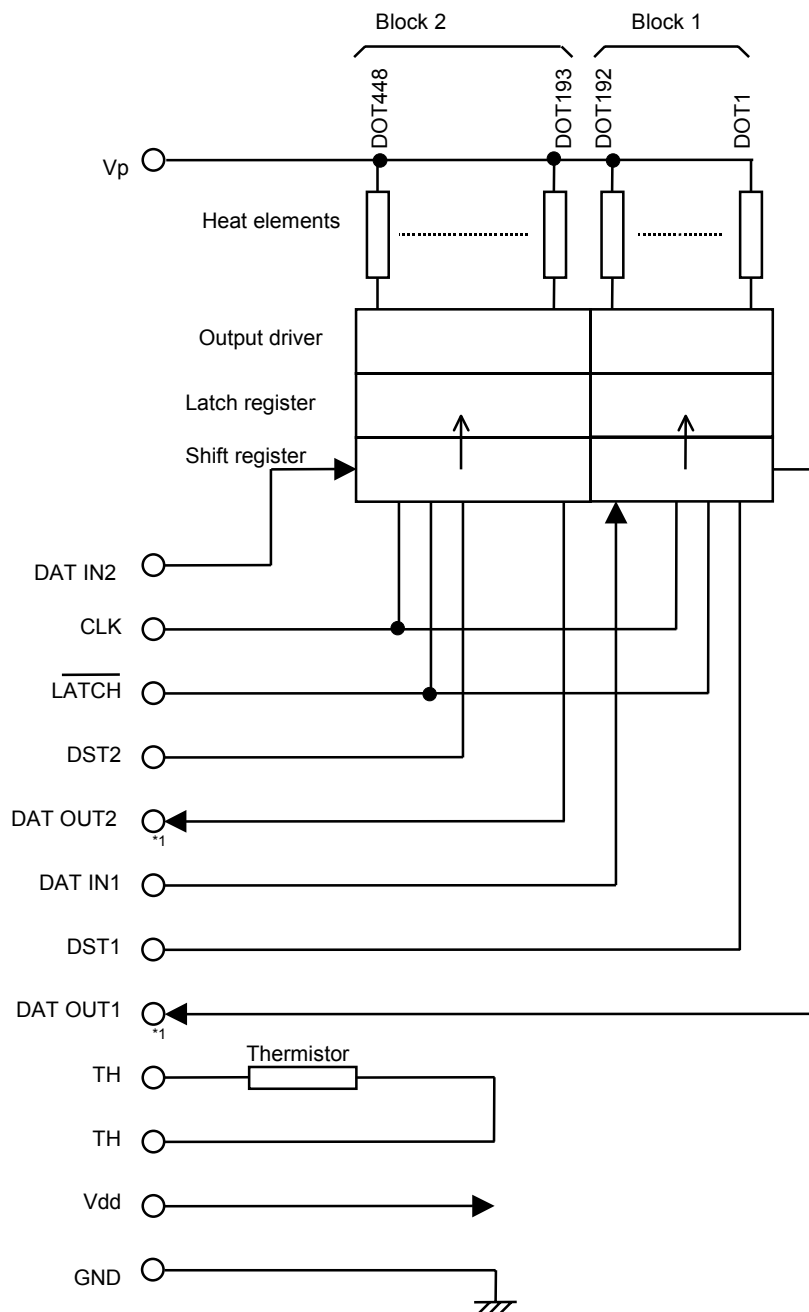 Block 2
Block 1
DOT448
DOT193
DOT192
DOT1
Vp
Heat elements
Output driver
Latch register
Shift register
DAT IN2
CLK
LATCH
DST2
DAT OUT2
*1
DAT IN1
DST1
DAT OUT1
*1
Thermistor
TH
TH
Vdd
GND